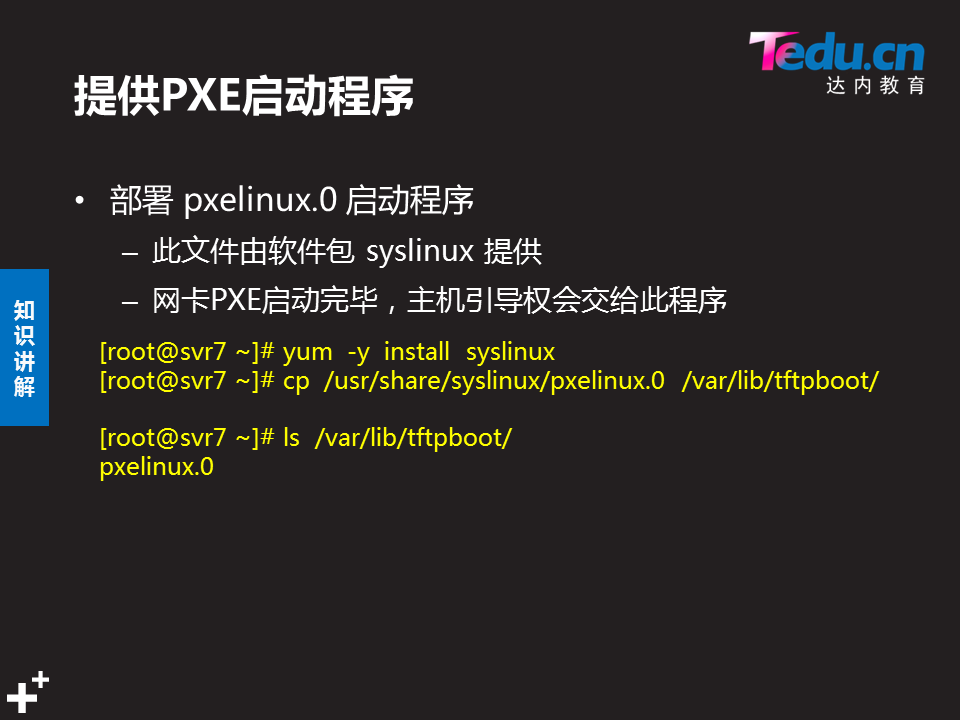 Tedu.cn
达内教育
提供PXE启动程序
• 部署 pxelinux.0 启动程序
– 此文件由软件包 syslinux 提供
– 网卡PXE启动完毕，主机引导权会交给此程序
知识讲解
[root@svr7 ~]# yum -y install syslinux
[root@svr7 ~]# cp /usr/share/syslinux/pxelinux.0 /var/lib/tftpboot/
[root@svr7 ~]# ls /var/lib/tftpboot/
pxelinux.0